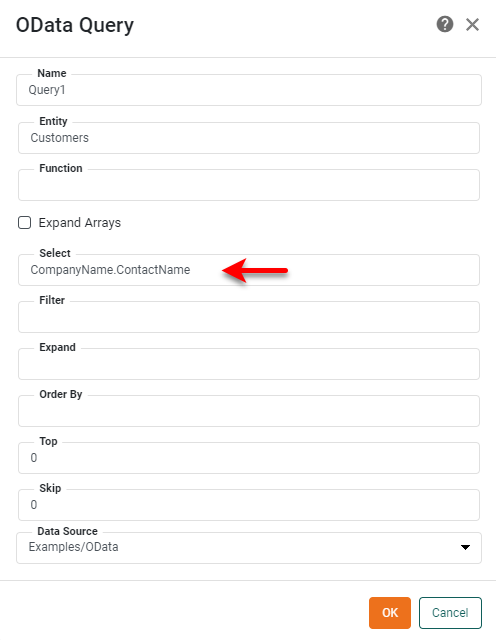 OData Query
Name
Query1
Entity
Customers
Function
Expand Arrays
Select
CompanyName.ContactName
Filter
Expand
Order By
Top
0
Skip
0
Data Source
Examples/OData
OK Cancel